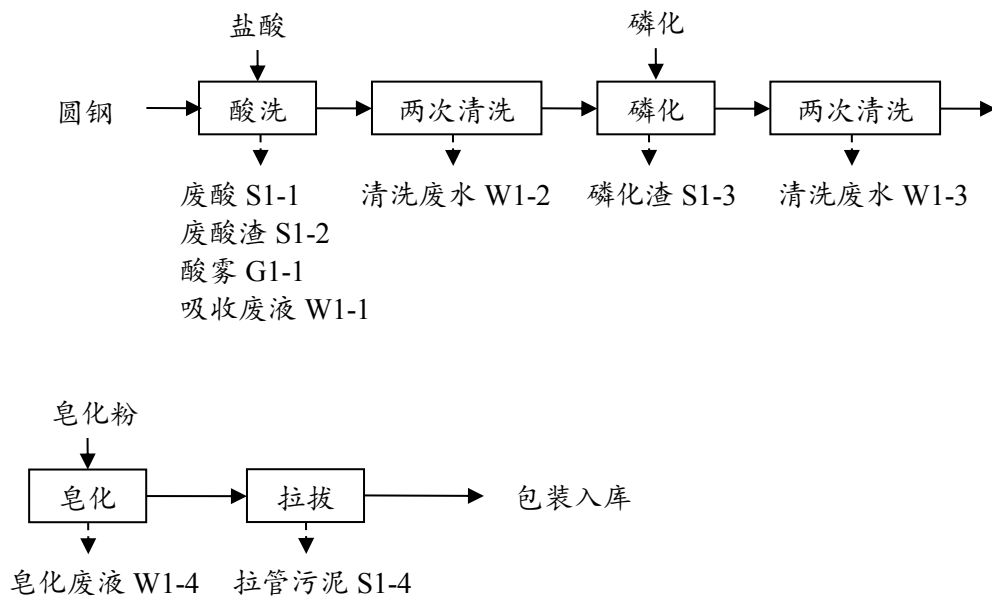 盐酸
磷化
圆钢
酸洗
两次清洗
磷化
两次清洗
废酸 S1-1
废酸渣 S1-2
酸雾 G1-1
吸收废液 W1-1
清洗废水 W1-2
磷化渣 S1-3
清洗废水 W1-3
皂化粉
皂化
拉拔
包装入库
皂化废液 W1-4
拉管污泥 S1-4